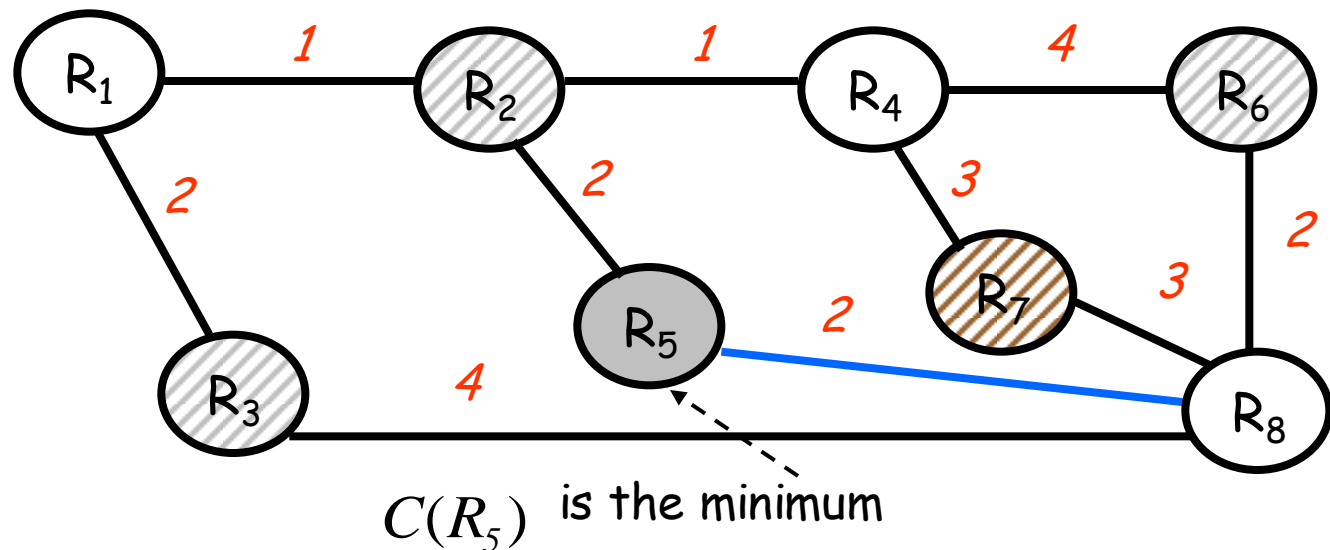 1 1 4
R₁ R₂ R₄ R₆
2 2 3 2
R₅ 2 R₇ 3
R₃ 4 R₈
C(R₅) is the minimum